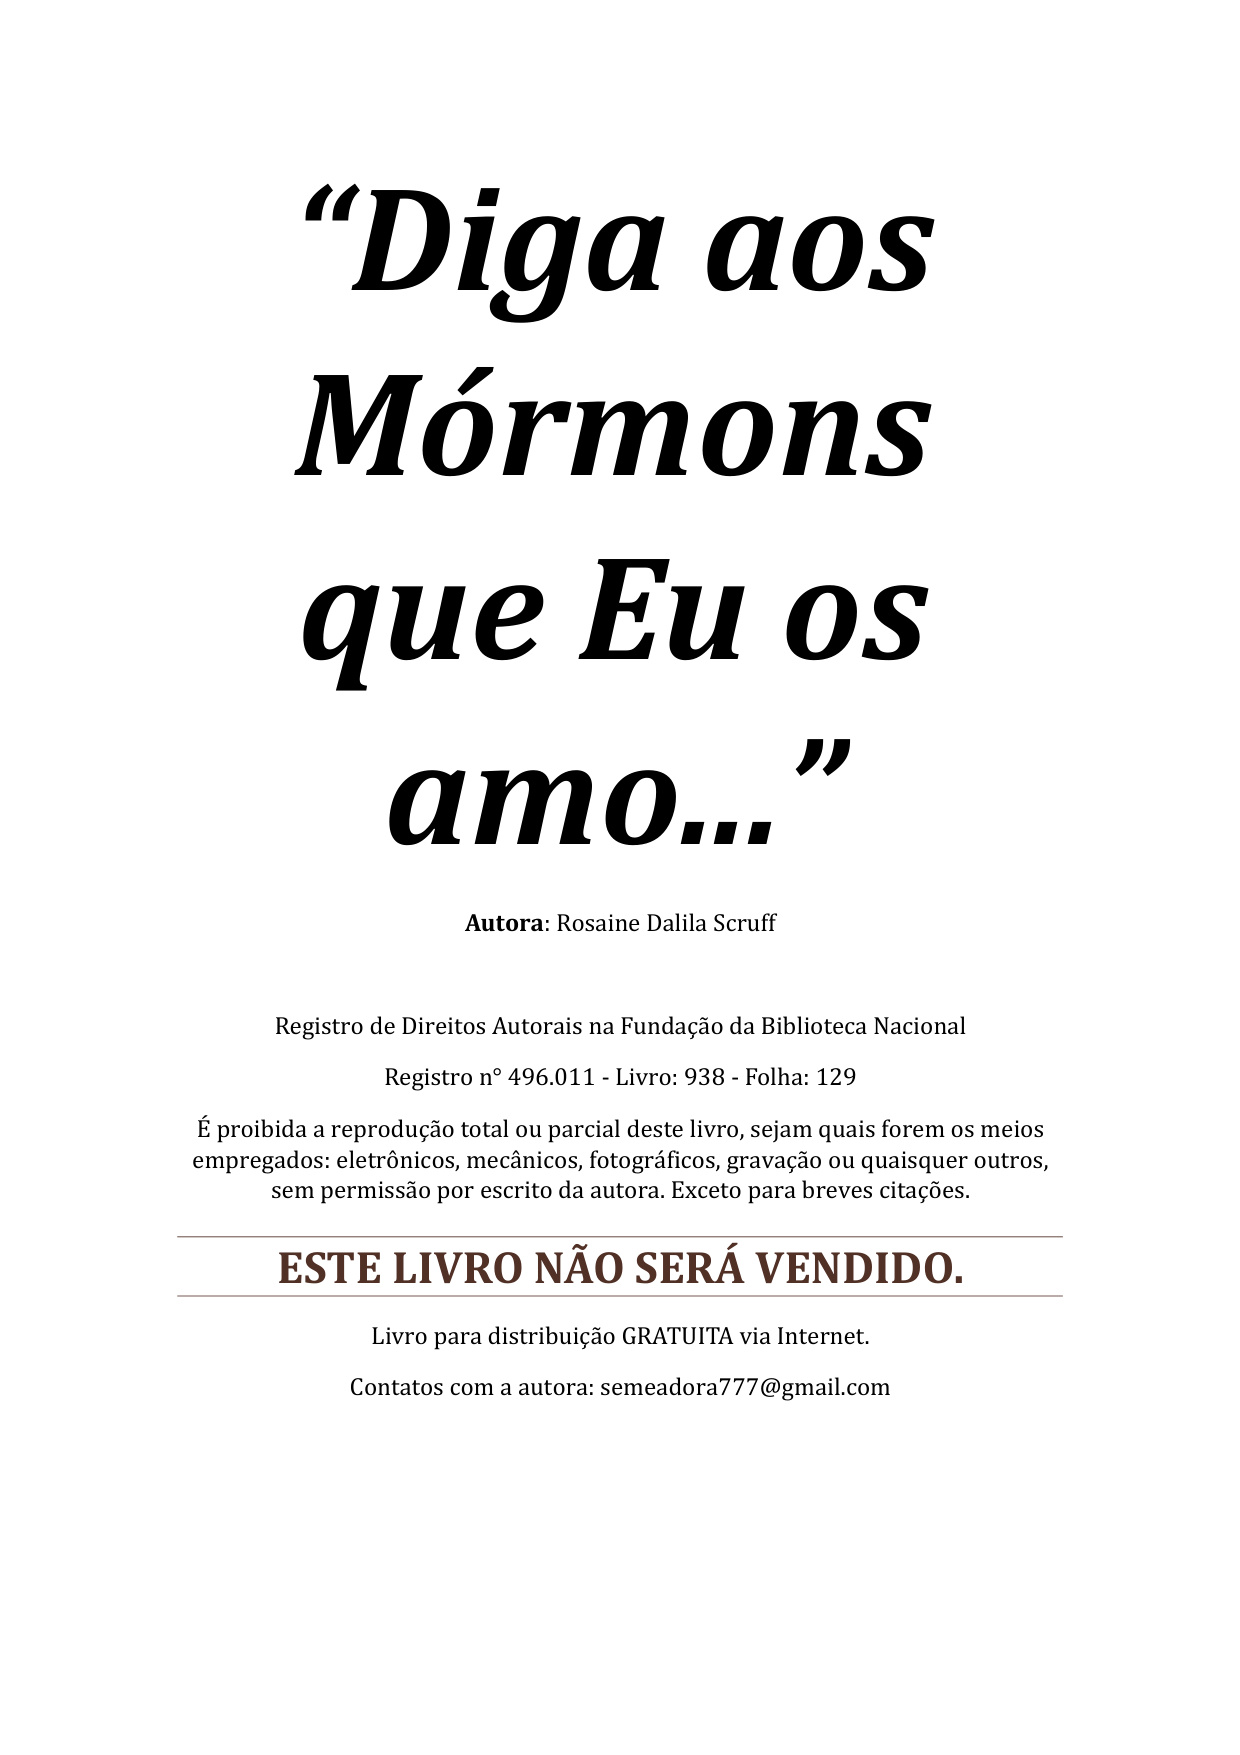 “Diga aos
Mórmons
que Eu os
amo...”
Autora: Rosaine Dalila Scruff
Registro de Direitos Autorais na Fundação da Biblioteca Nacional
Registro n° 496.011 - Livro: 938 - Folha: 129
É proibida a reprodução total ou parcial deste livro, sejam quais forem os meios
empregados: eletrônicos, mecânicos, fotográficos, gravação ou quaisquer outros,
sem permissão por escrito da autora. Exceto para breves citações.
ESTE LIVRO NÃO SERÁ VENDIDO.
Livro para distribuição GRATUITA via Internet.
Contatos com a autora: semeadora777@gmail.com